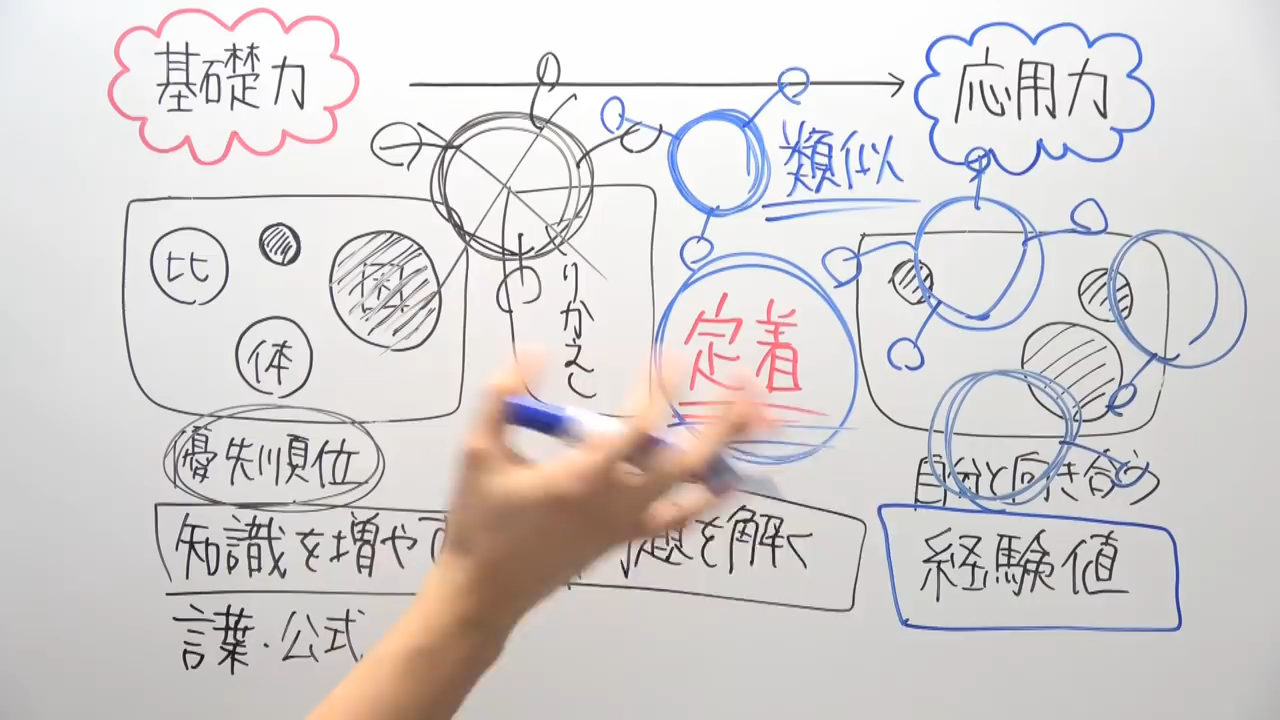 基礎力
応用力
類似
比
体
りかえし
定着
優先順位
自分と向き合う
知識を増や
題を解く
経験値
言葉・公式